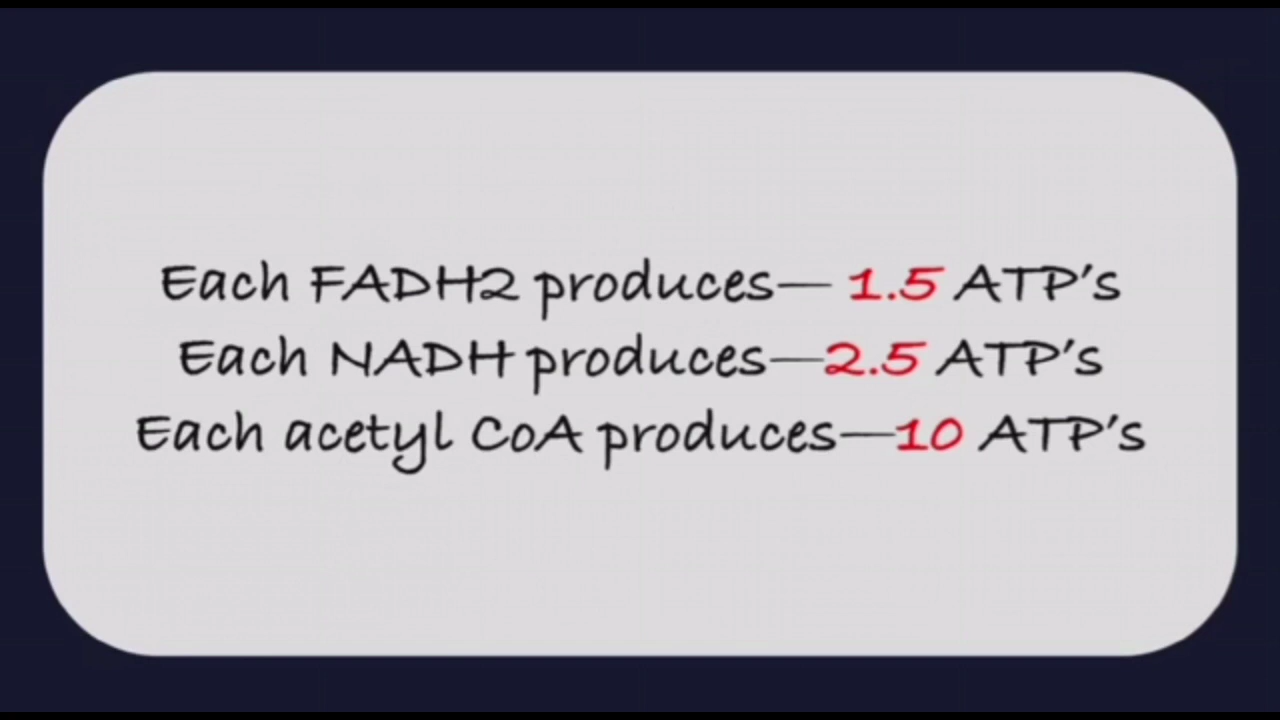 Each FADH2 produces— 1.5 ATP's
Each NADH produces—2.5 ATP's
Each acetyl CoA produces—10 ATP's